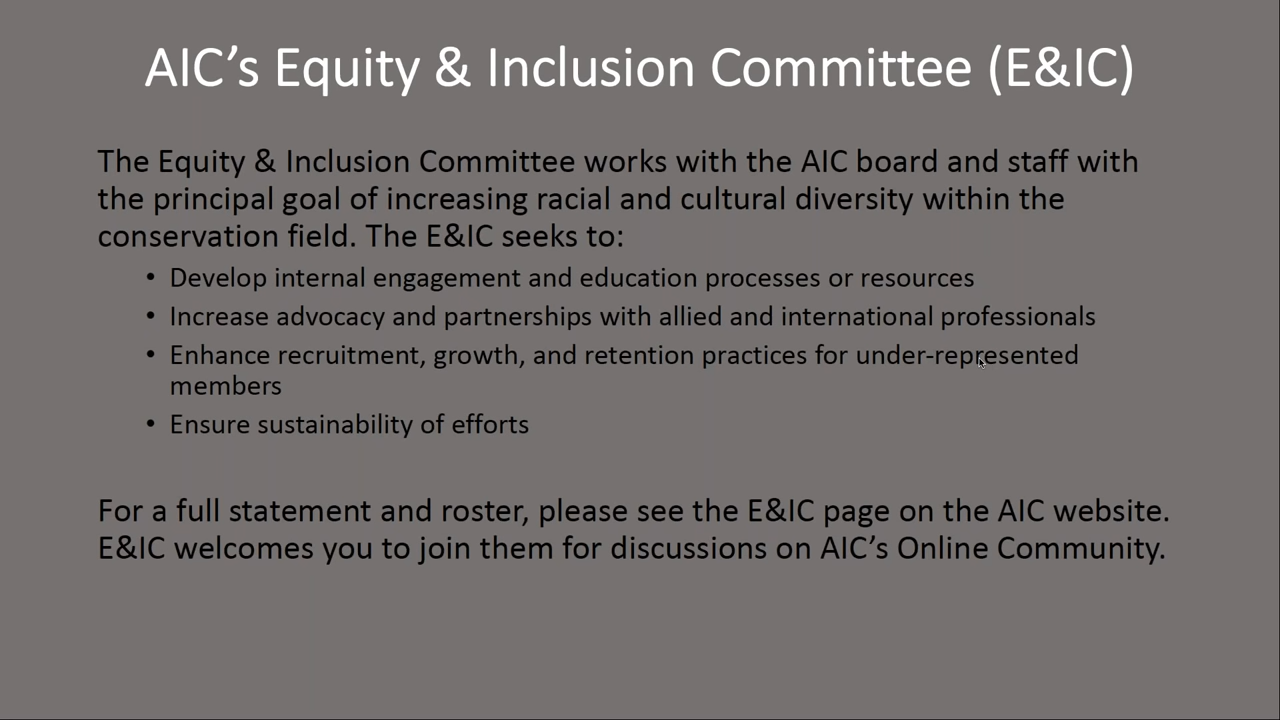 AIC’s Equity & Inclusion Committee (E&IC)
The Equity & Inclusion Committee works with the AIC board and staff with
the principal goal of increasing racial and cultural diversity within the
conservation field. The E&IC seeks to:
• Develop internal engagement and education processes or resources
• Increase advocacy and partnerships with allied and international professionals
• Enhance recruitment, growth, and retention practices for under-represented
members
• Ensure sustainability of efforts
For a full statement and roster, please see the E&IC page on the AIC website.
E&IC welcomes you to join them for discussions on AIC’s Online Community.